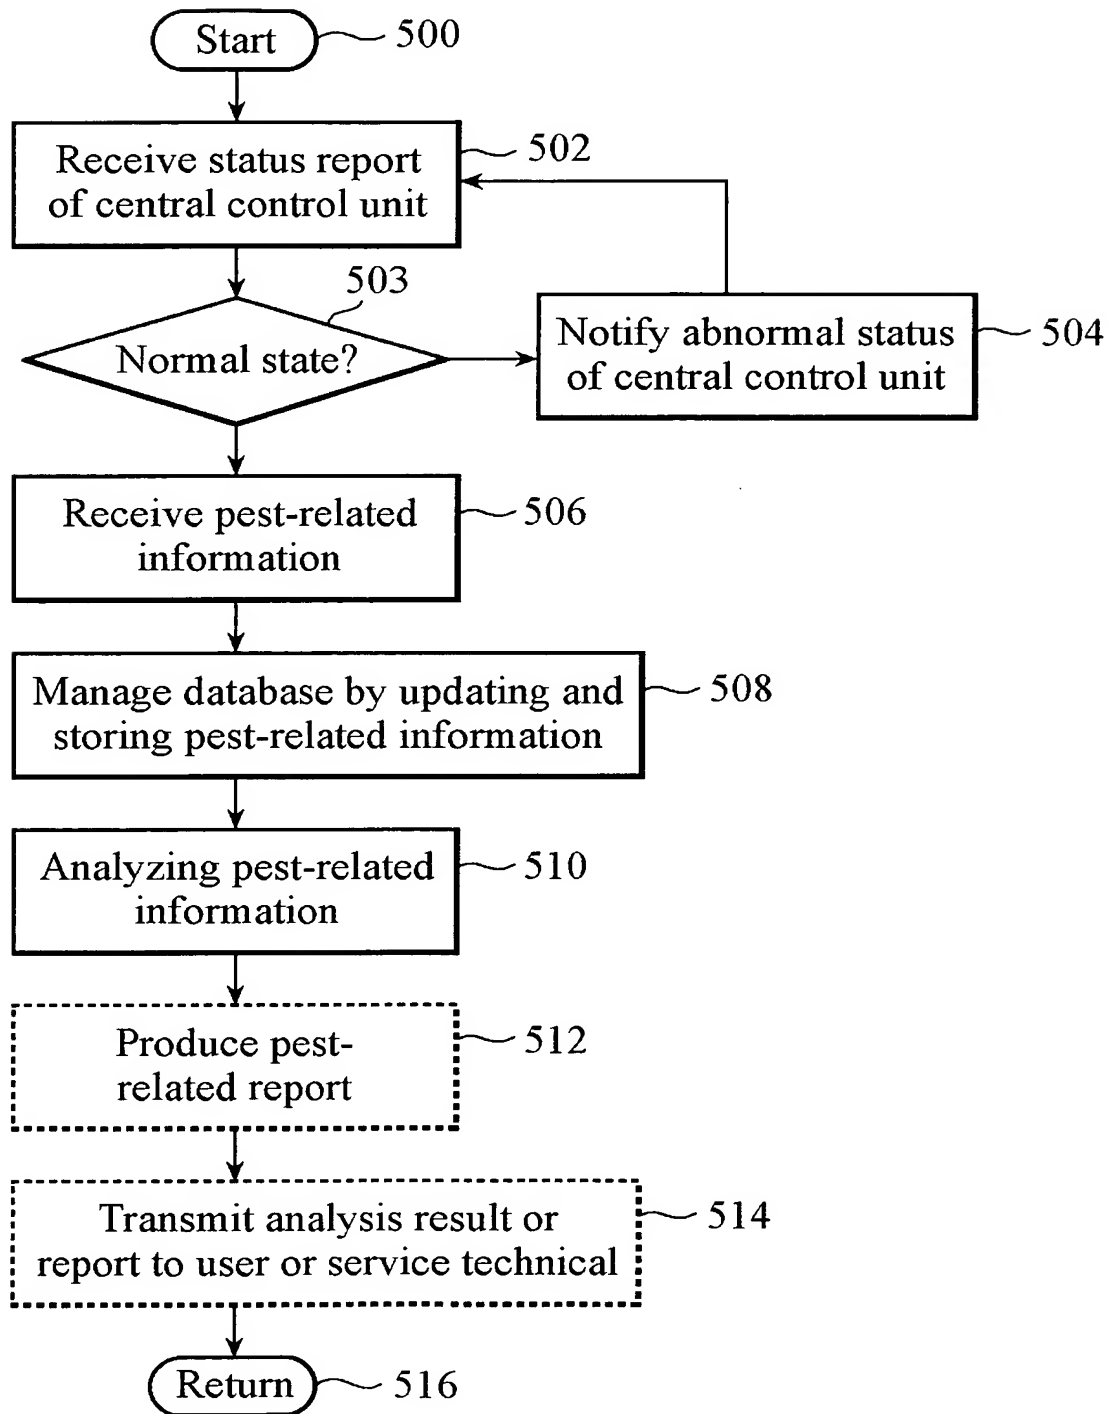 Start
500
Receive status report
of central control unit
502
503
Normal state?
Notify abnormal status
of central control unit
504
Receive pest-related
information
506
Manage database by updating and
storing pest-related information
508
Analyzing pest-related
information
510
Produce pest-
related report
512
Transmit analysis result or
report to user or service technical
514
Return
516